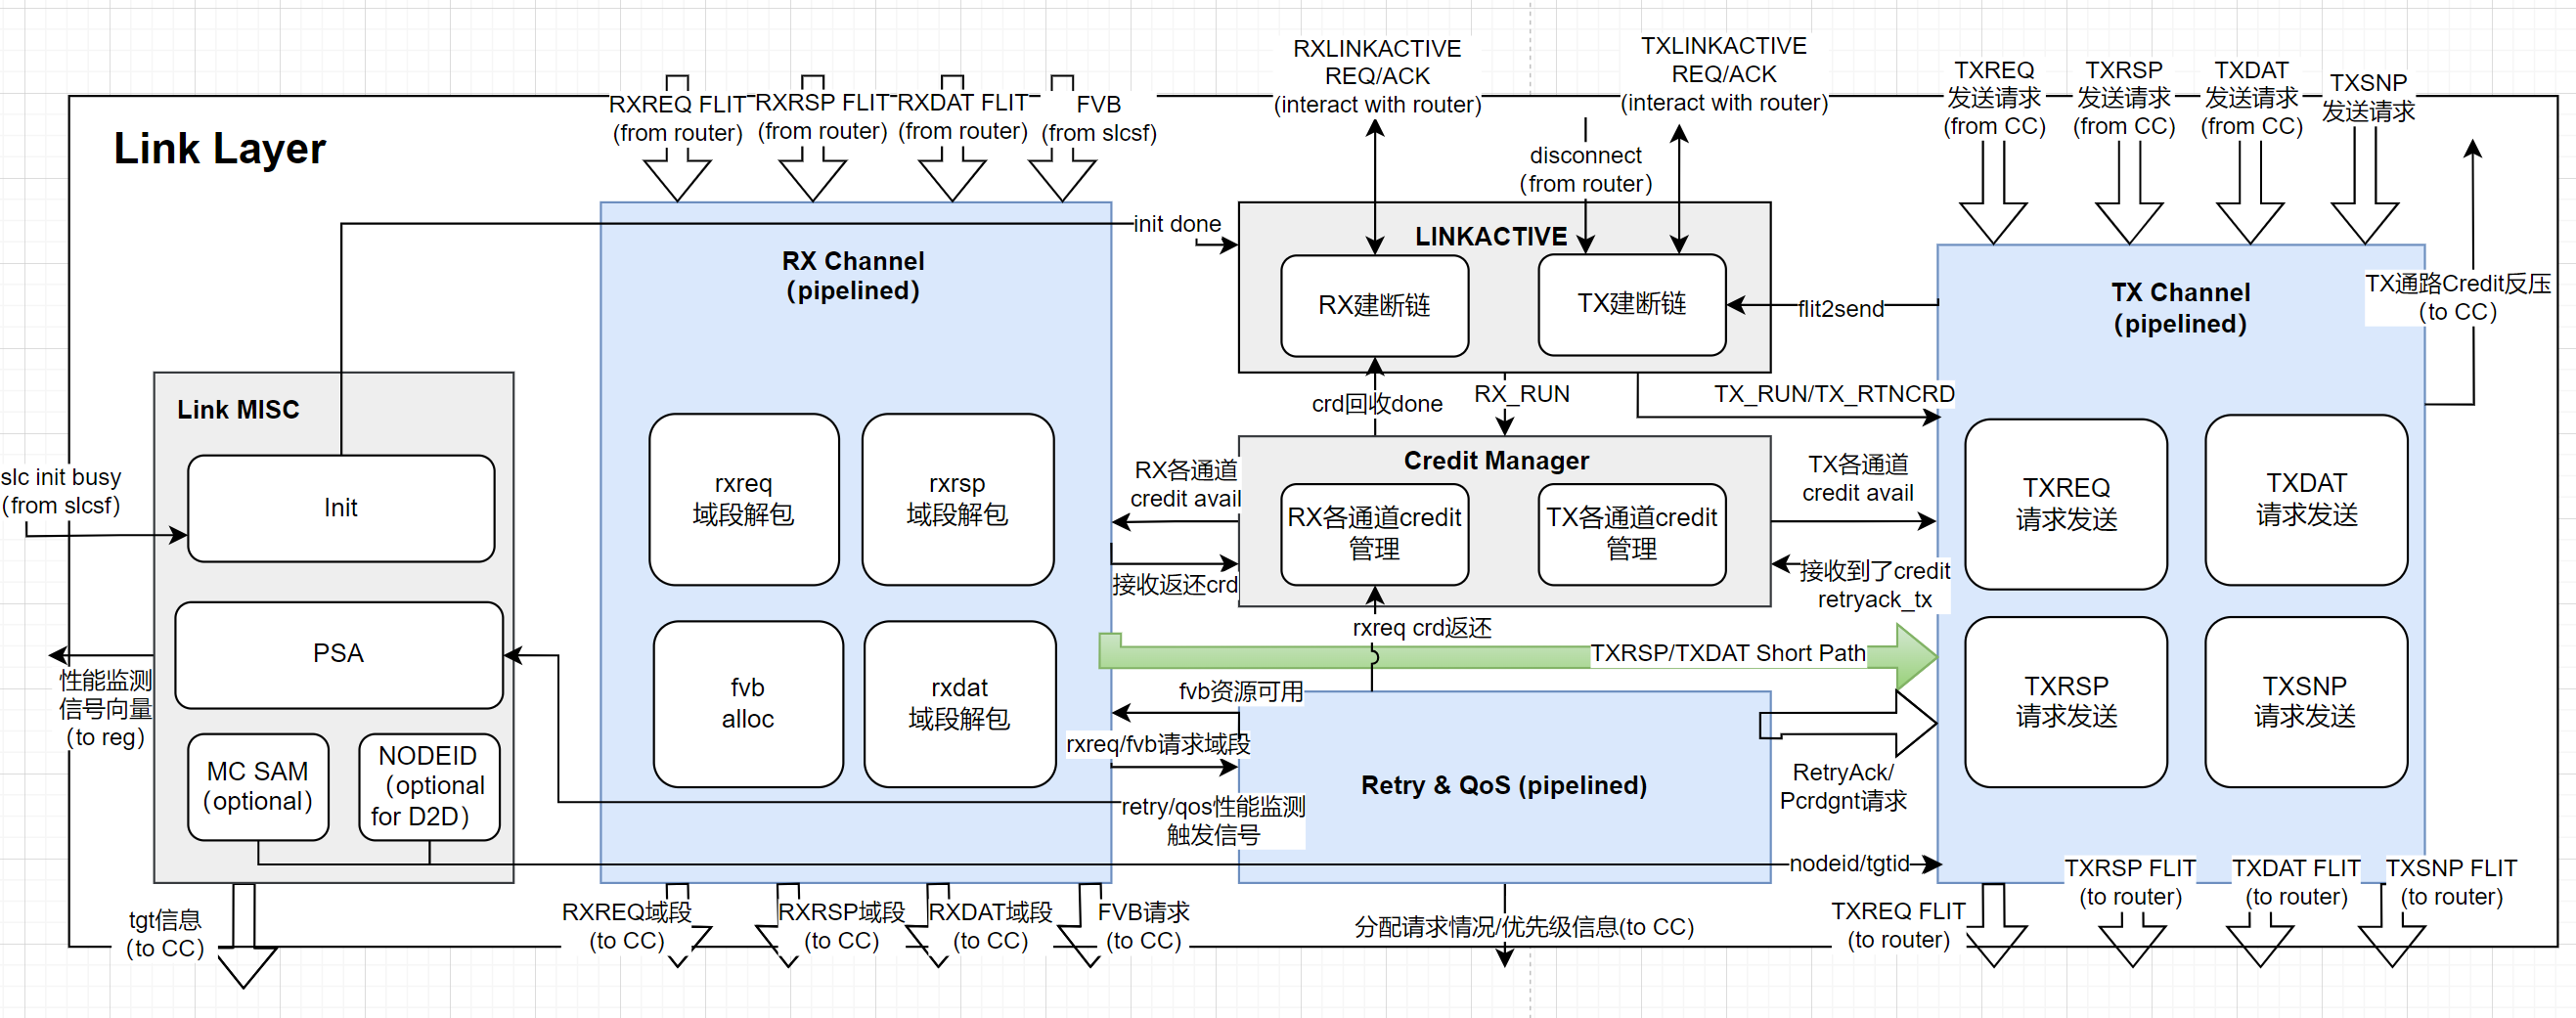 RXLINKACTIVE
REQ/ACK
(interact with router)
TXLINKACTIVE
REQ/ACK
(interact with router)
TXREQ
发送请求
(from CC)
TXRSP
发送请求
(from CC)
TXDAT
发送请求
(from CC)
TXSNP
发送请求
RXREQ FLIT
(from router)
RXRSP FLIT
(from router)
RXDAT FLIT
(from router)
FVB
(from slcsf)
Link Layer
disconnect
(from router)
init done
LINKACTIVE
RX建断链
TX建断链
flit2send
RX Channel
(pipelined)
TX Channel
(pipelined)
TX通路Credit反压
(to CC)
crd回收done
RX_RUN
TX_RUN/TX_RTNCRD
Link MISC
slc init busy
(from slcsf)
Init
PSA
性能监测
信号向量
(to reg)
MC SAM
(optional)
NODEID
(optional
for D2D)
rxreq
域段解包
rxrsp
域段解包
fvb
alloc
rxdat
域段解包
RX各通道
credit avail
接收返还crd
Credit Manager
RX各通道credit
管理
TX各通道credit
管理
TX各通道
credit avail
接收到了credit
retryack_tx
TXREQ
请求发送
TXDAT
请求发送
TXRSP
请求发送
TXSNP
请求发送
rxreq crd返还
TXRSP/TXDAT Short Path
fvb资源可用
rxreq/fvb请求域段
Retry & QoS (pipelined)
RetryAck/
Pcrdgnt请求
retry/qos性能监测
触发信号
nodeid/tgtid
tgt信息
(to CC)
RXREQ域段
(to CC)
RXRSP域段
(to CC)
RXDAT域段
(to CC)
FVB请求
(to CC)
分配请求情况/优先级信息(to CC)
TXREQ FLIT
(to router)
TXRSP FLIT
(to router)
TXDAT FLIT
(to router)
TXSNP FLIT
(to router)